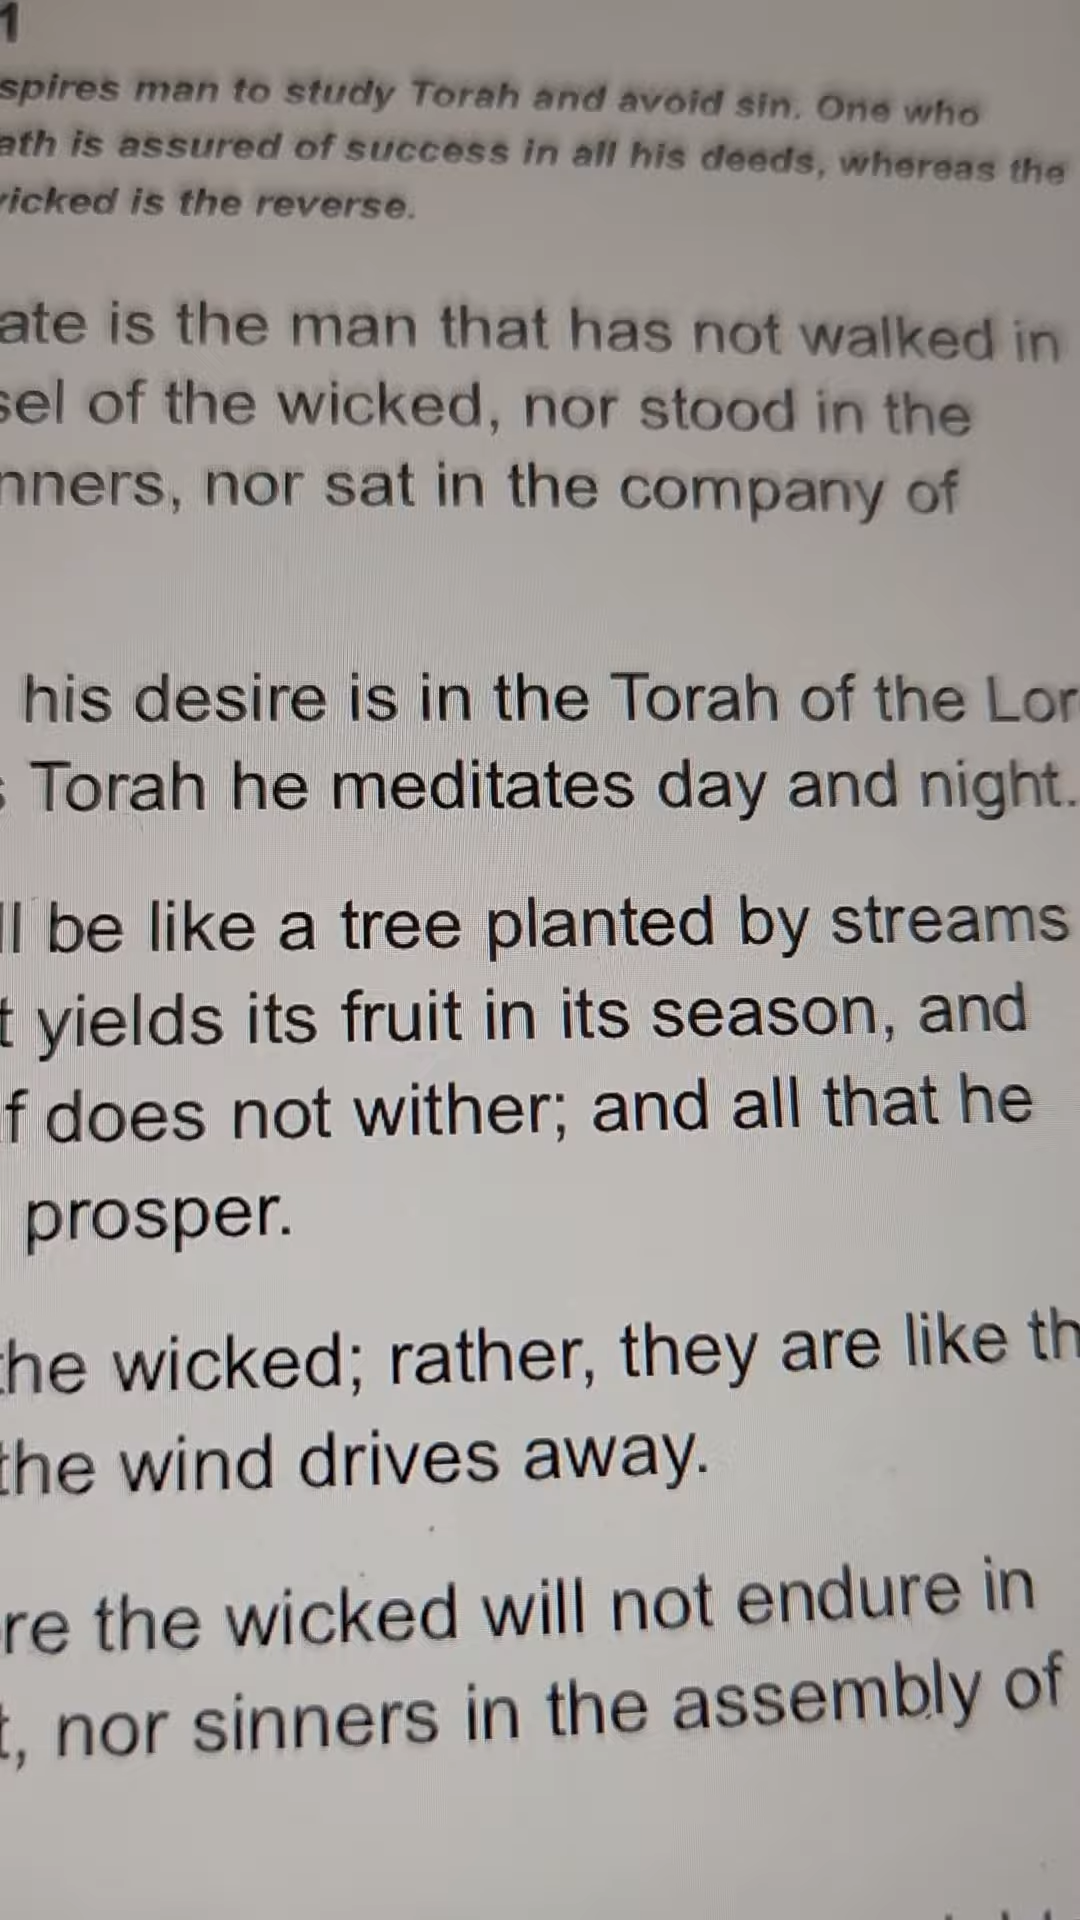 1
spires man to study Torah and avoid sin. One who
ath is assured of success in all his deeds, whereas the
icked is the reverse.
ate is the man that has not walked in
sel of the wicked, nor stood in the
nners, nor sat in the company of
his desire is in the Torah of the Lor
s Torah he meditates day and night.
ll be like a tree planted by streams
t yields its fruit in its season, and
f does not wither; and all that he
prosper.
the wicked; rather, they are like th
the wind drives away.
re the wicked will not endure in
t, nor sinners in the assembly of